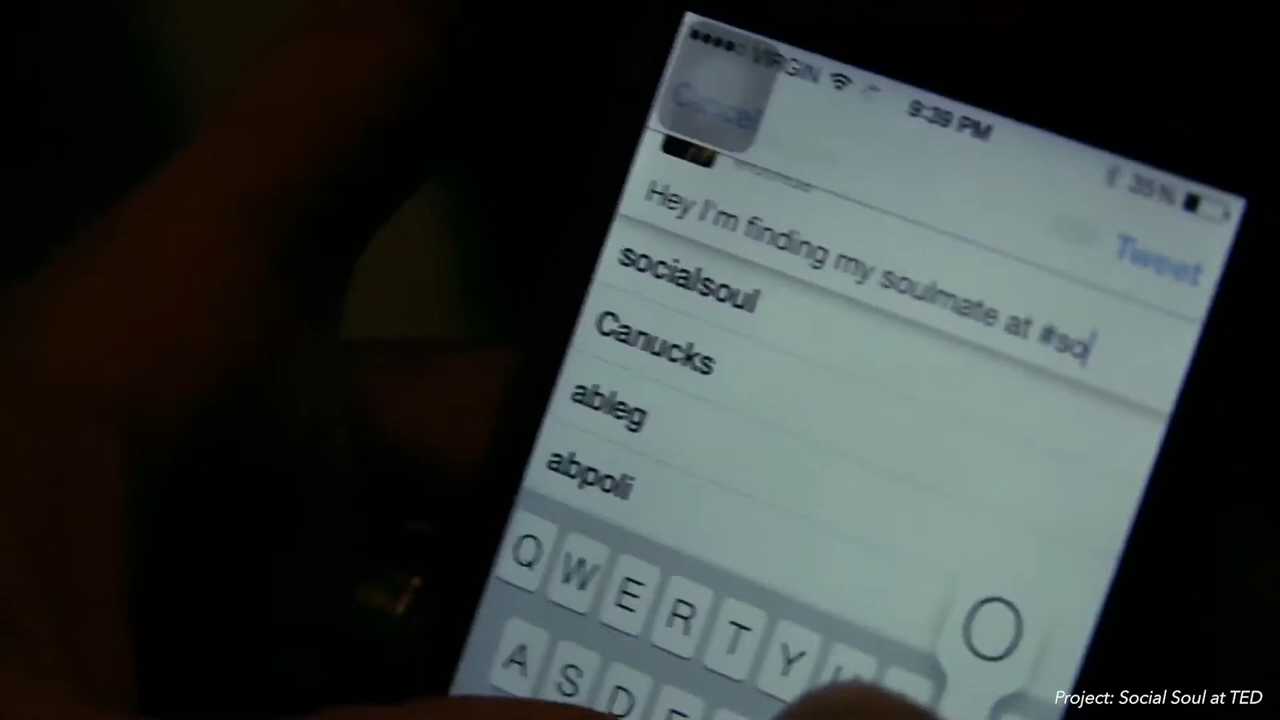 VIRGIN 9:39 PM 35%
Cancel
Tweet
Hey I'm finding my soulmate at #so
socialsoul
Canucks
ableg
abpoli
Q W E R T Y O
A S D
Project: Social Soul at TED